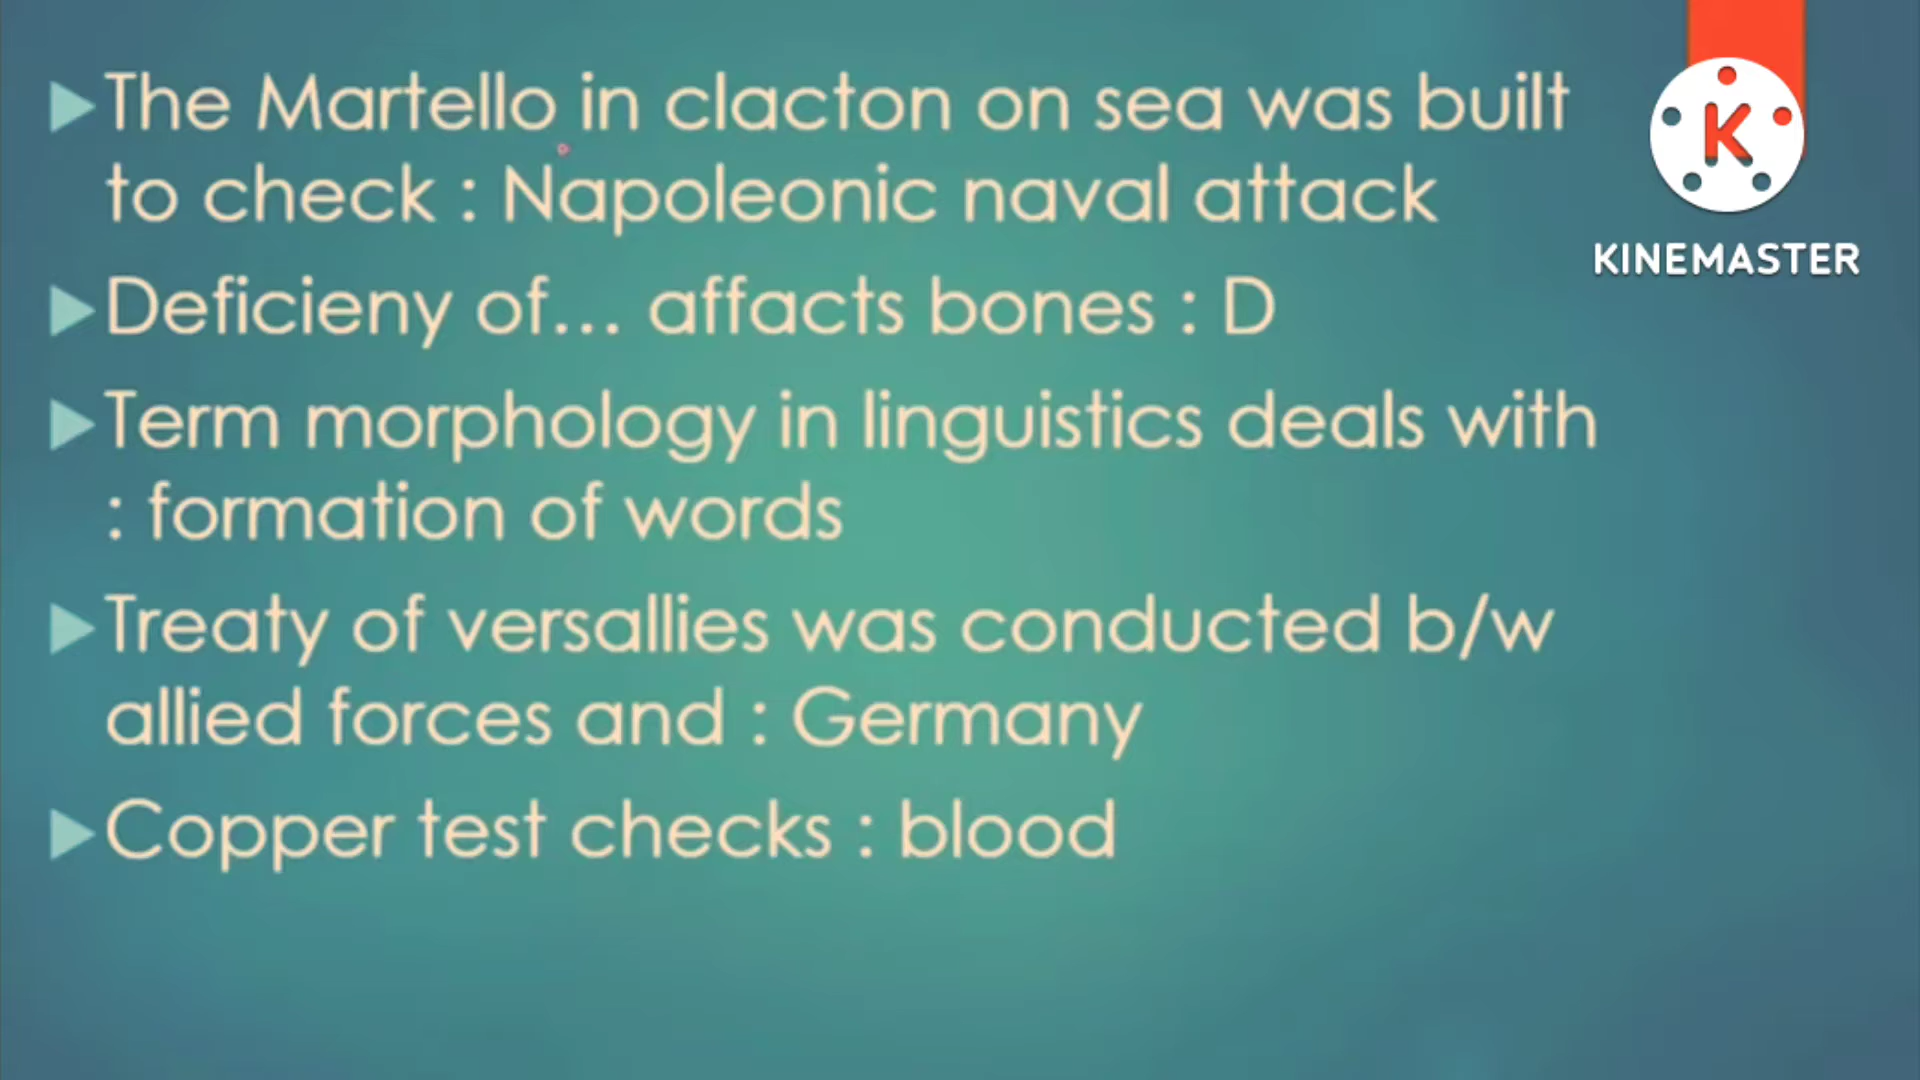 The Martello in clacton on sea was built
to check : Napoleonic naval attack
Deficieny of... affacts bones : D
Term morphology in linguistics deals with
: formation of words
Treaty of versallies was conducted b/w
allied forces and : Germany
Copper test checks : blood
K
KINEMASTER